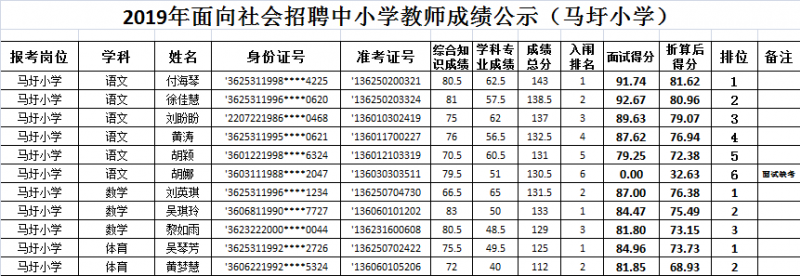 2019年面向社会招聘中小学教师成绩公示（马圩小学）
报考岗位 学科 姓名 身份证号 准考证号 综合知识成绩 学科专业成绩 成绩总分 入闱排名 面试得分 折算后得分 排位 备注
马圩小学 语文 付海琴 '3625311998****4225 '136250200321 80.5 62.5 143 1 91.74 81.62 1
马圩小学 语文 徐佳慧 '3625311996****0620 '136250203324 81 57.5 138.5 2 92.67 80.96 2
马圩小学 语文 刘盼盼 '2207221986****0468 '136010302419 75 62 137 3 89.63 79.07 3
马圩小学 语文 黄涛 '3625311995****0621 '136011700227 76 56.5 132.5 4 87.62 76.94 4
马圩小学 语文 胡颖 '3601221998****6324 '136012103319 70.5 60.5 131 5 79.25 72.38 5
马圩小学 语文 胡娜 '3603111988****2047 '136030303511 79.5 51 130.5 6 0.00 32.63 6 面试缺考
马圩小学 数学 刘英琪 '3625311996****1234 '136250704730 66.5 65 131.5 2 87.00 76.38 1
马圩小学 数学 吴琪玲 '3606811990****7727 '136060101202 83 50 133 1 84.47 75.49 2
马圩小学 数学 黎如雨 '3623222000****0044 '136231600608 80.5 48.5 129 3 81.80 73.15 3
马圩小学 体育 吴琴芳 '3625311992****2726 '136250702422 75.5 49.5 125 1 84.96 73.73 1
马圩小学 体育 黄梦慧 '3606221992****5324 '136060105206 72 40 112 2 81.85 68.93 2